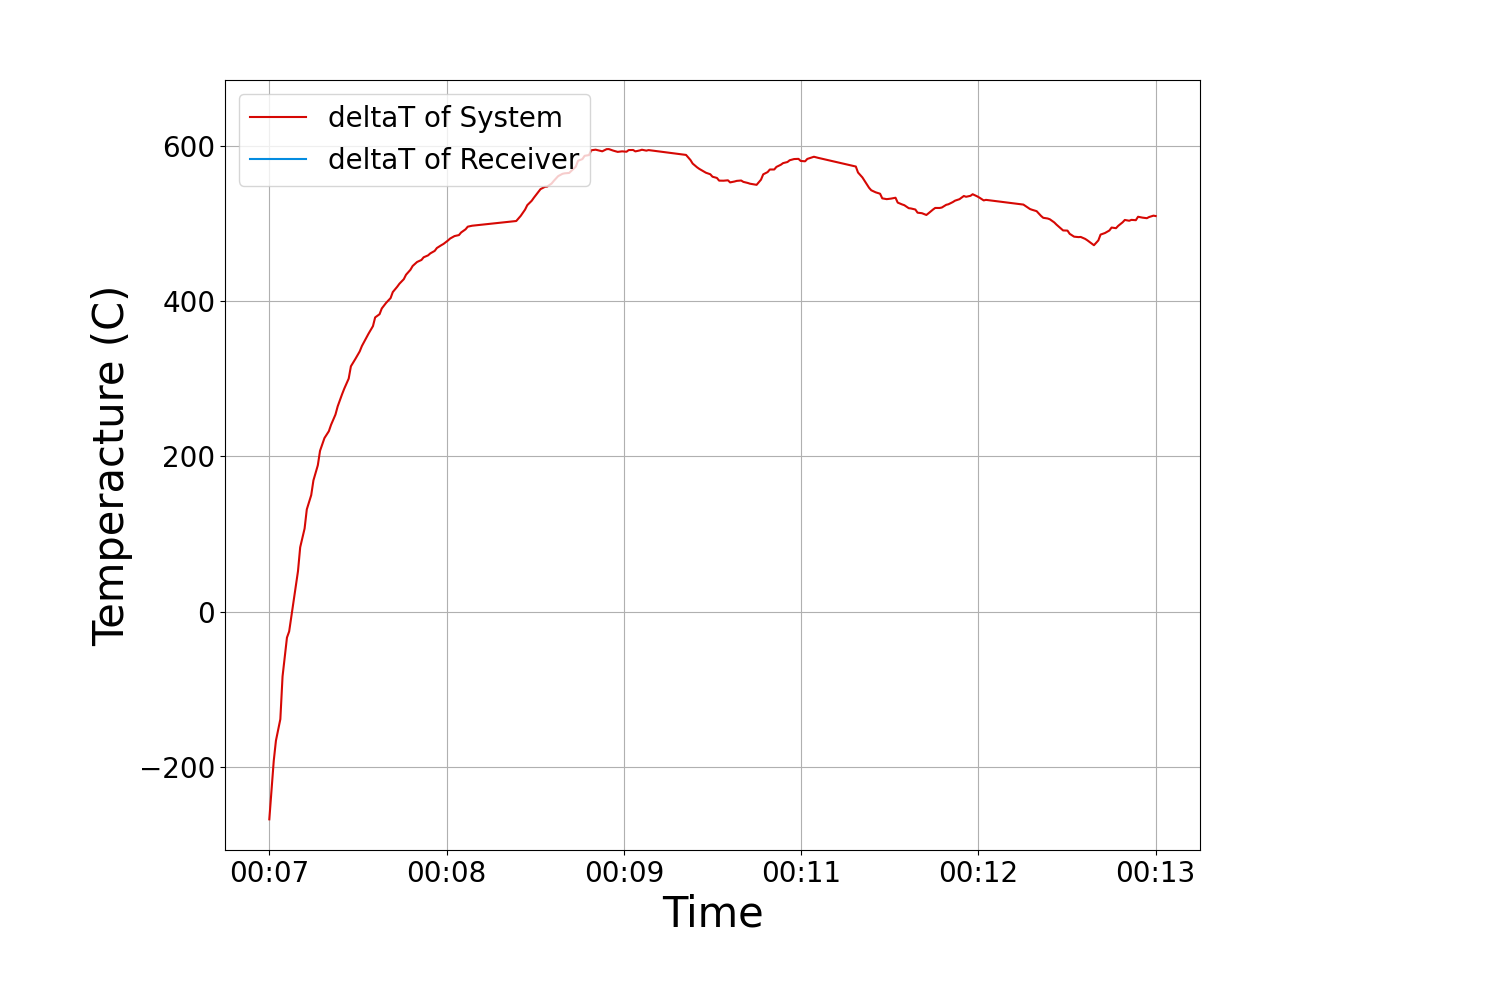 deltaT of System
deltaT of Receiver
600
400
200
0
−200
Temperacture (C)
00:07 00:08 00:09 00:11 00:12 00:13
Time